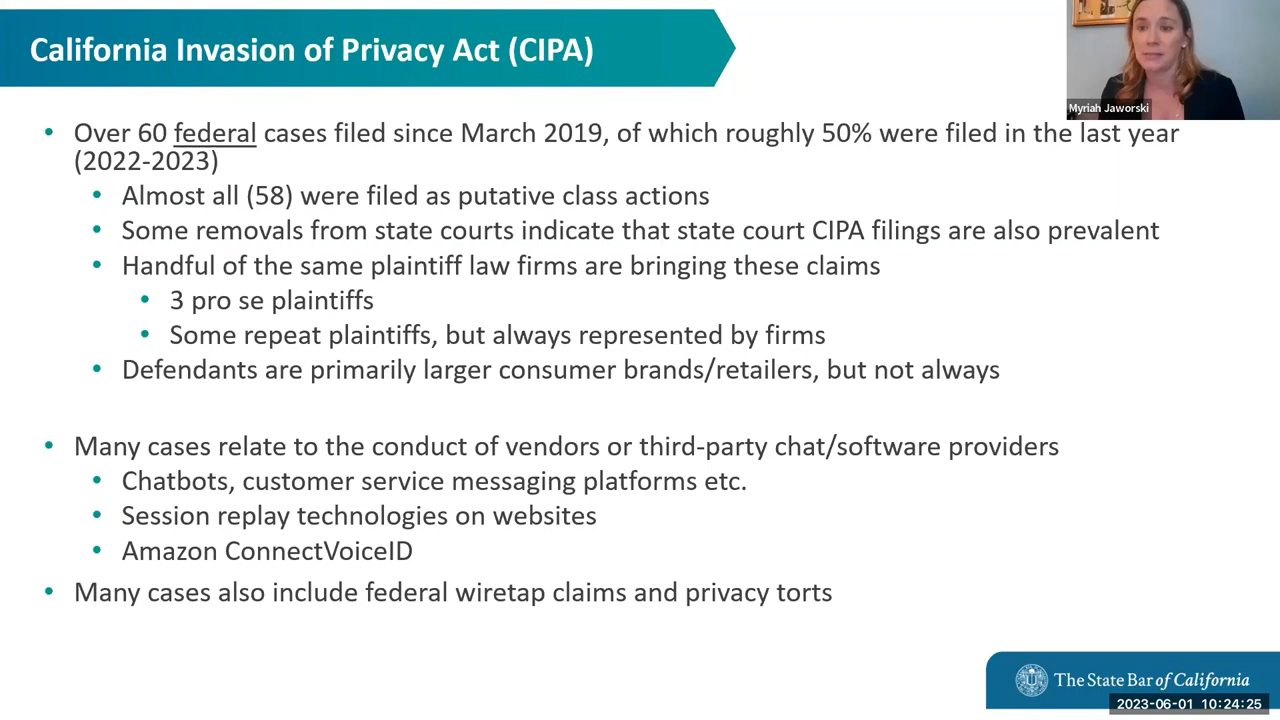 California Invasion of Privacy Act (CIPA)
Myriah Jaworski
• Over 60 federal cases filed since March 2019, of which roughly 50% were filed in the last year
(2022-2023)
• Almost all (58) were filed as putative class actions
• Some removals from state courts indicate that state court CIPA filings are also prevalent
• Handful of the same plaintiff law firms are bringing these claims
• 3 pro se plaintiffs
• Some repeat plaintiffs, but always represented by firms
• Defendants are primarily larger consumer brands/retailers, but not always
• Many cases relate to the conduct of vendors or third-party chat/software providers
• Chatbots, customer service messaging platforms etc.
• Session replay technologies on websites
• Amazon ConnectVoiceID
• Many cases also include federal wiretap claims and privacy torts
The State Bar of California
2023-06-01 10:24:25